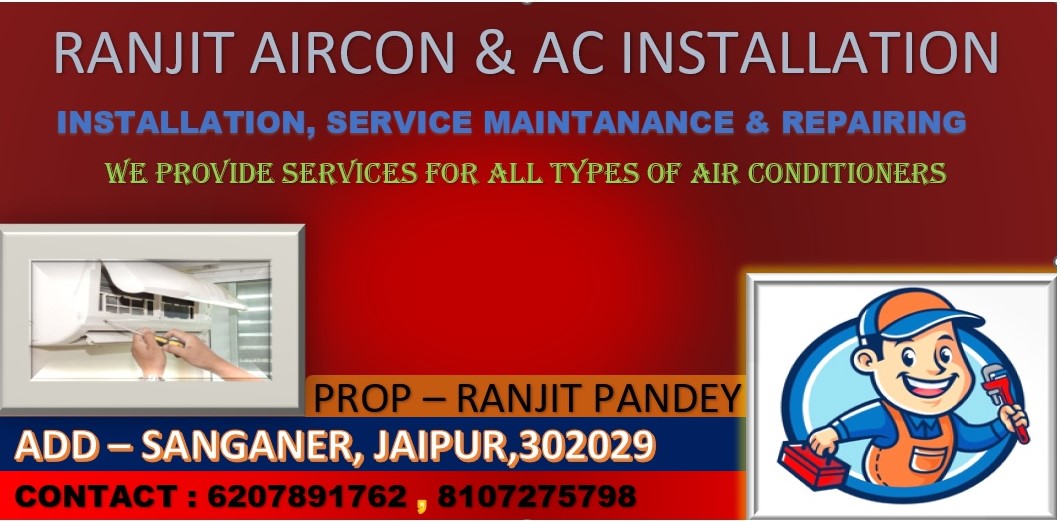 RANJIT AIRCON & AC INSTALLATION
INSTALLATION, SERVICE MAINTANANCE & REPAIRING
WE PROVIDE SERVICES FOR ALL TYPES OF AIR CONDITIONERS
PROP – RANJIT PANDEY
ADD – SANGANER, JAIPUR,302029
CONTACT : 6207891762 , 8107275798